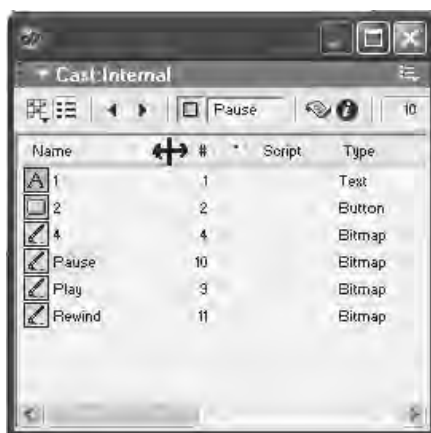 Cast:Internal
Pause 10
Name # * Script Type
1 1 Text
2 2 Button
4 4 Bitmap
Pause 10 Bitmap
Play 9 Bitmap
Rewind 11 Bitmap